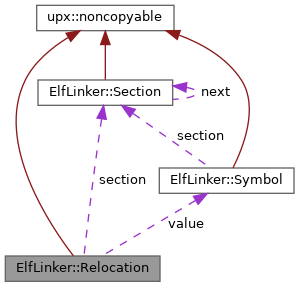 upx::noncopyable
ElfLinker::Section
next
section
ElfLinker::Symbol
section
value
ElfLinker::Relocation